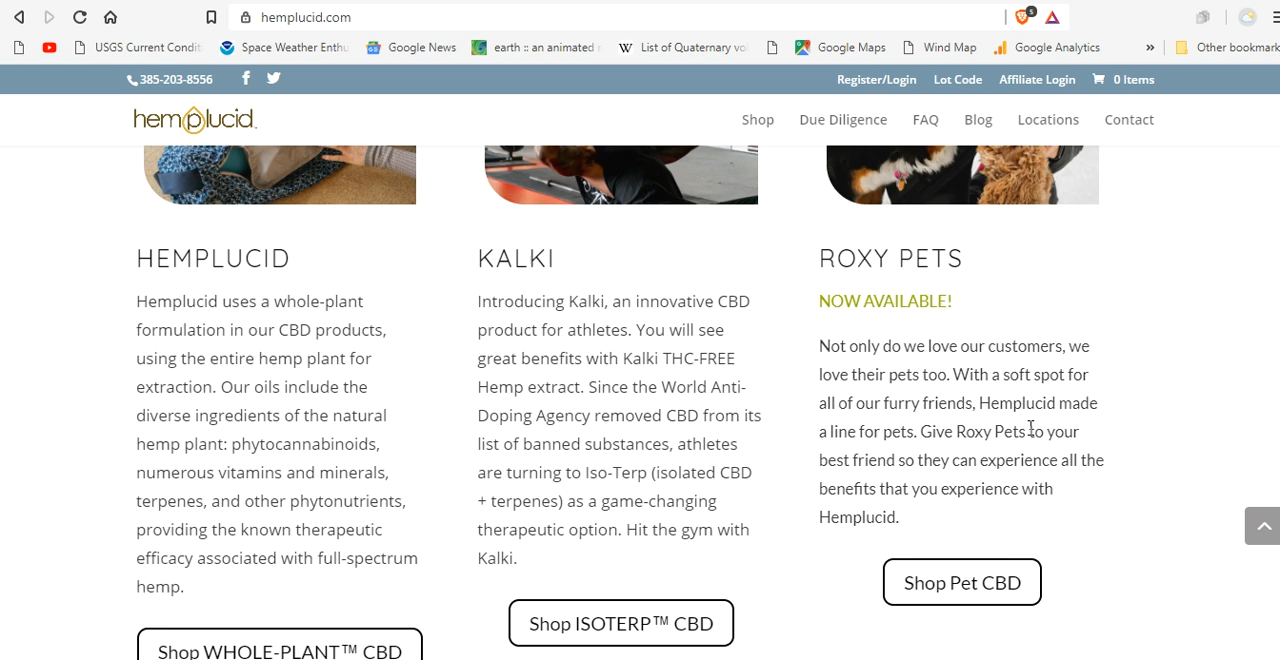 hemplucid.com
5
USGS Current Condit
Space Weather Enthu
Google News
earth :: an animated
List of Quaternary vo
Google Maps
Wind Map
Google Analytics
»
Other bookmark
385-203-8556
Register/Login
Lot Code
Affiliate Login
0 Items
hemplucid
Shop
Due Diligence
FAQ
Blog
Locations
Contact
HEMPLUCID
Hemplucid uses a whole-plant
formulation in our CBD products,
using the entire hemp plant for
extraction. Our oils include the
diverse ingredients of the natural
hemp plant: phytocannabinoids,
numerous vitamins and minerals,
terpenes, and other phytonutrients,
providing the known therapeutic
efficacy associated with full-spectrum
hemp.
Shop WHOLE-PLANT™ CBD
KALKI
Introducing Kalki, an innovative CBD
product for athletes. You will see
great benefits with Kalki THC-FREE
Hemp extract. Since the World Anti-
Doping Agency removed CBD from its
list of banned substances, athletes
are turning to Iso-Terp (isolated CBD
+ terpenes) as a game-changing
therapeutic option. Hit the gym with
Kalki.
Shop ISOTERP™ CBD
ROXY PETS
NOW AVAILABLE!
Not only do we love our customers, we
love their pets too. With a soft spot for
all of our furry friends, Hemplucid made
a line for pets. Give Roxy Pets to your
best friend so they can experience all the
benefits that you experience with
Hemplucid.
Shop Pet CBD